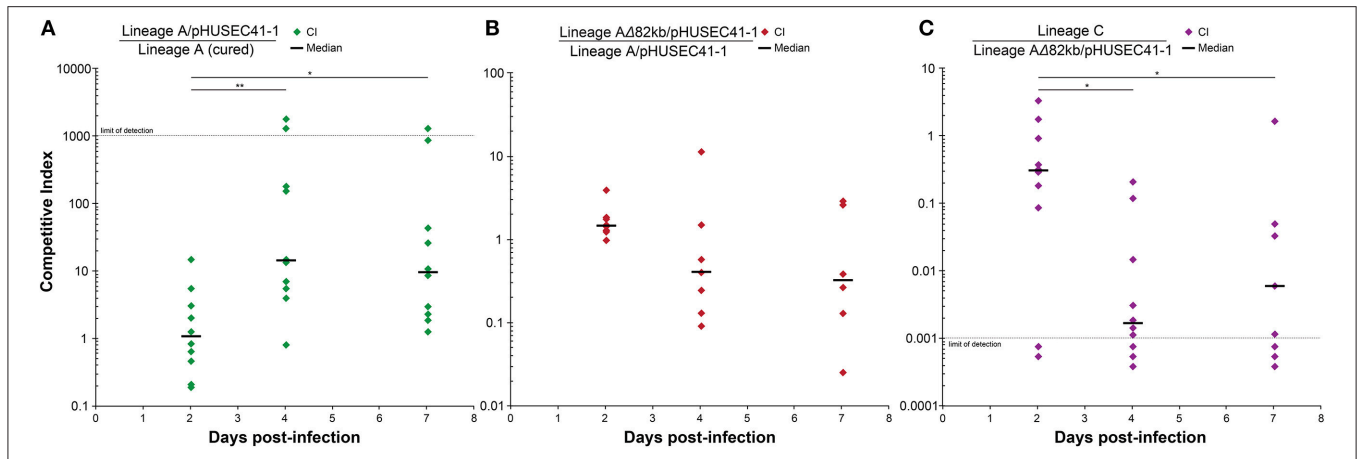 A
Lineage A/pHUSEC41-1
Lineage A (cured)
CI
Median
10000
1000
100
10
1
0.1
limit of detection
**
*
Competitive Index
0 1 2 3 4 5 6 7 8
Days post-infection
B
Lineage AΔ82kb/pHUSEC41-1
Lineage A/pHUSEC41-1
CI
Median
100
10
1
0.1
0.01
0 1 2 3 4 5 6 7 8
Days post-infection
C
Lineage C
Lineage AΔ82kb/pHUSEC41-1
CI
Median
10
1
0.1
0.01
0.001
0.0001
*
*
limit of detection
0 1 2 3 4 5 6 7 8
Days post-infection